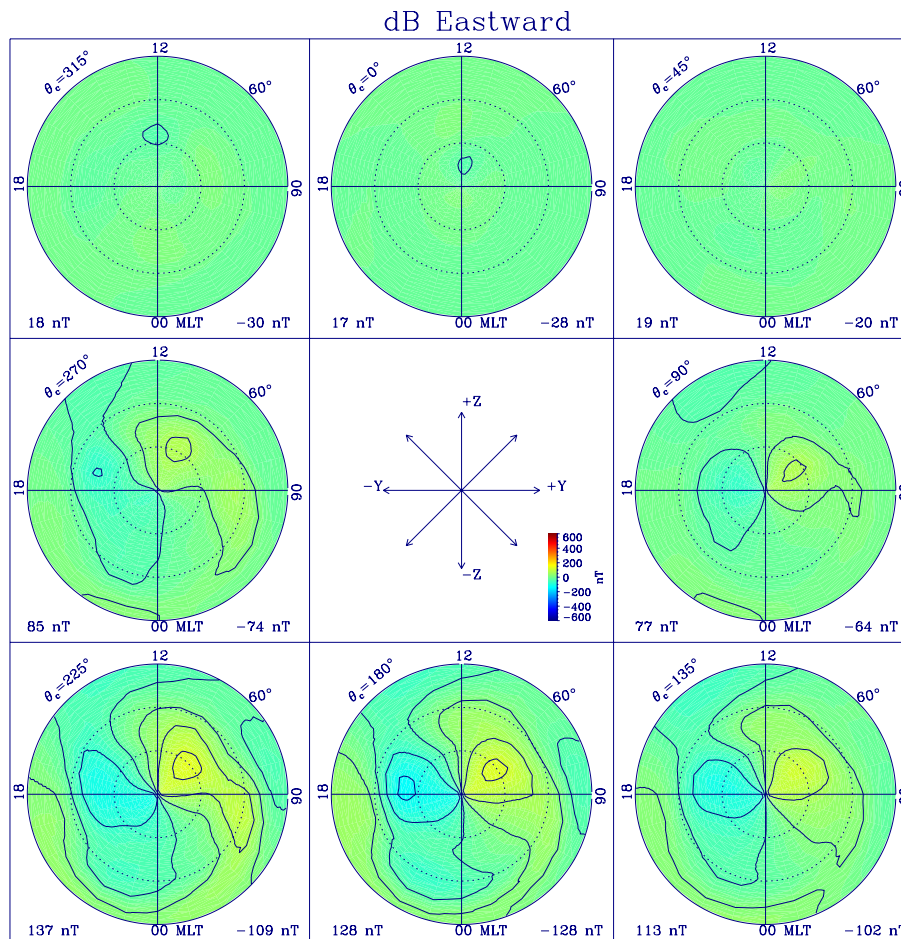 dB Eastward
12 12 12
θc=315° 60° θc=0° 60° θc=45° 60°
18 90 18 90 18 90
18 nT 00 MLT −30 nT 17 nT 00 MLT −28 nT 19 nT 00 MLT −20 nT
12 12
θc=270° 60° θc=90° 60°
+Z
18 90 −Y +Y 18 90
−Z
600
400
200
0
−200
−400
−600
nT
85 nT 00 MLT −74 nT 77 nT 00 MLT −64 nT
12 12 12
θc=225° 60° θc=180° 60° θc=135° 60°
18 90 18 90 18 90
137 nT 00 MLT −109 nT 128 nT 00 MLT −128 nT 113 nT 00 MLT −102 nT